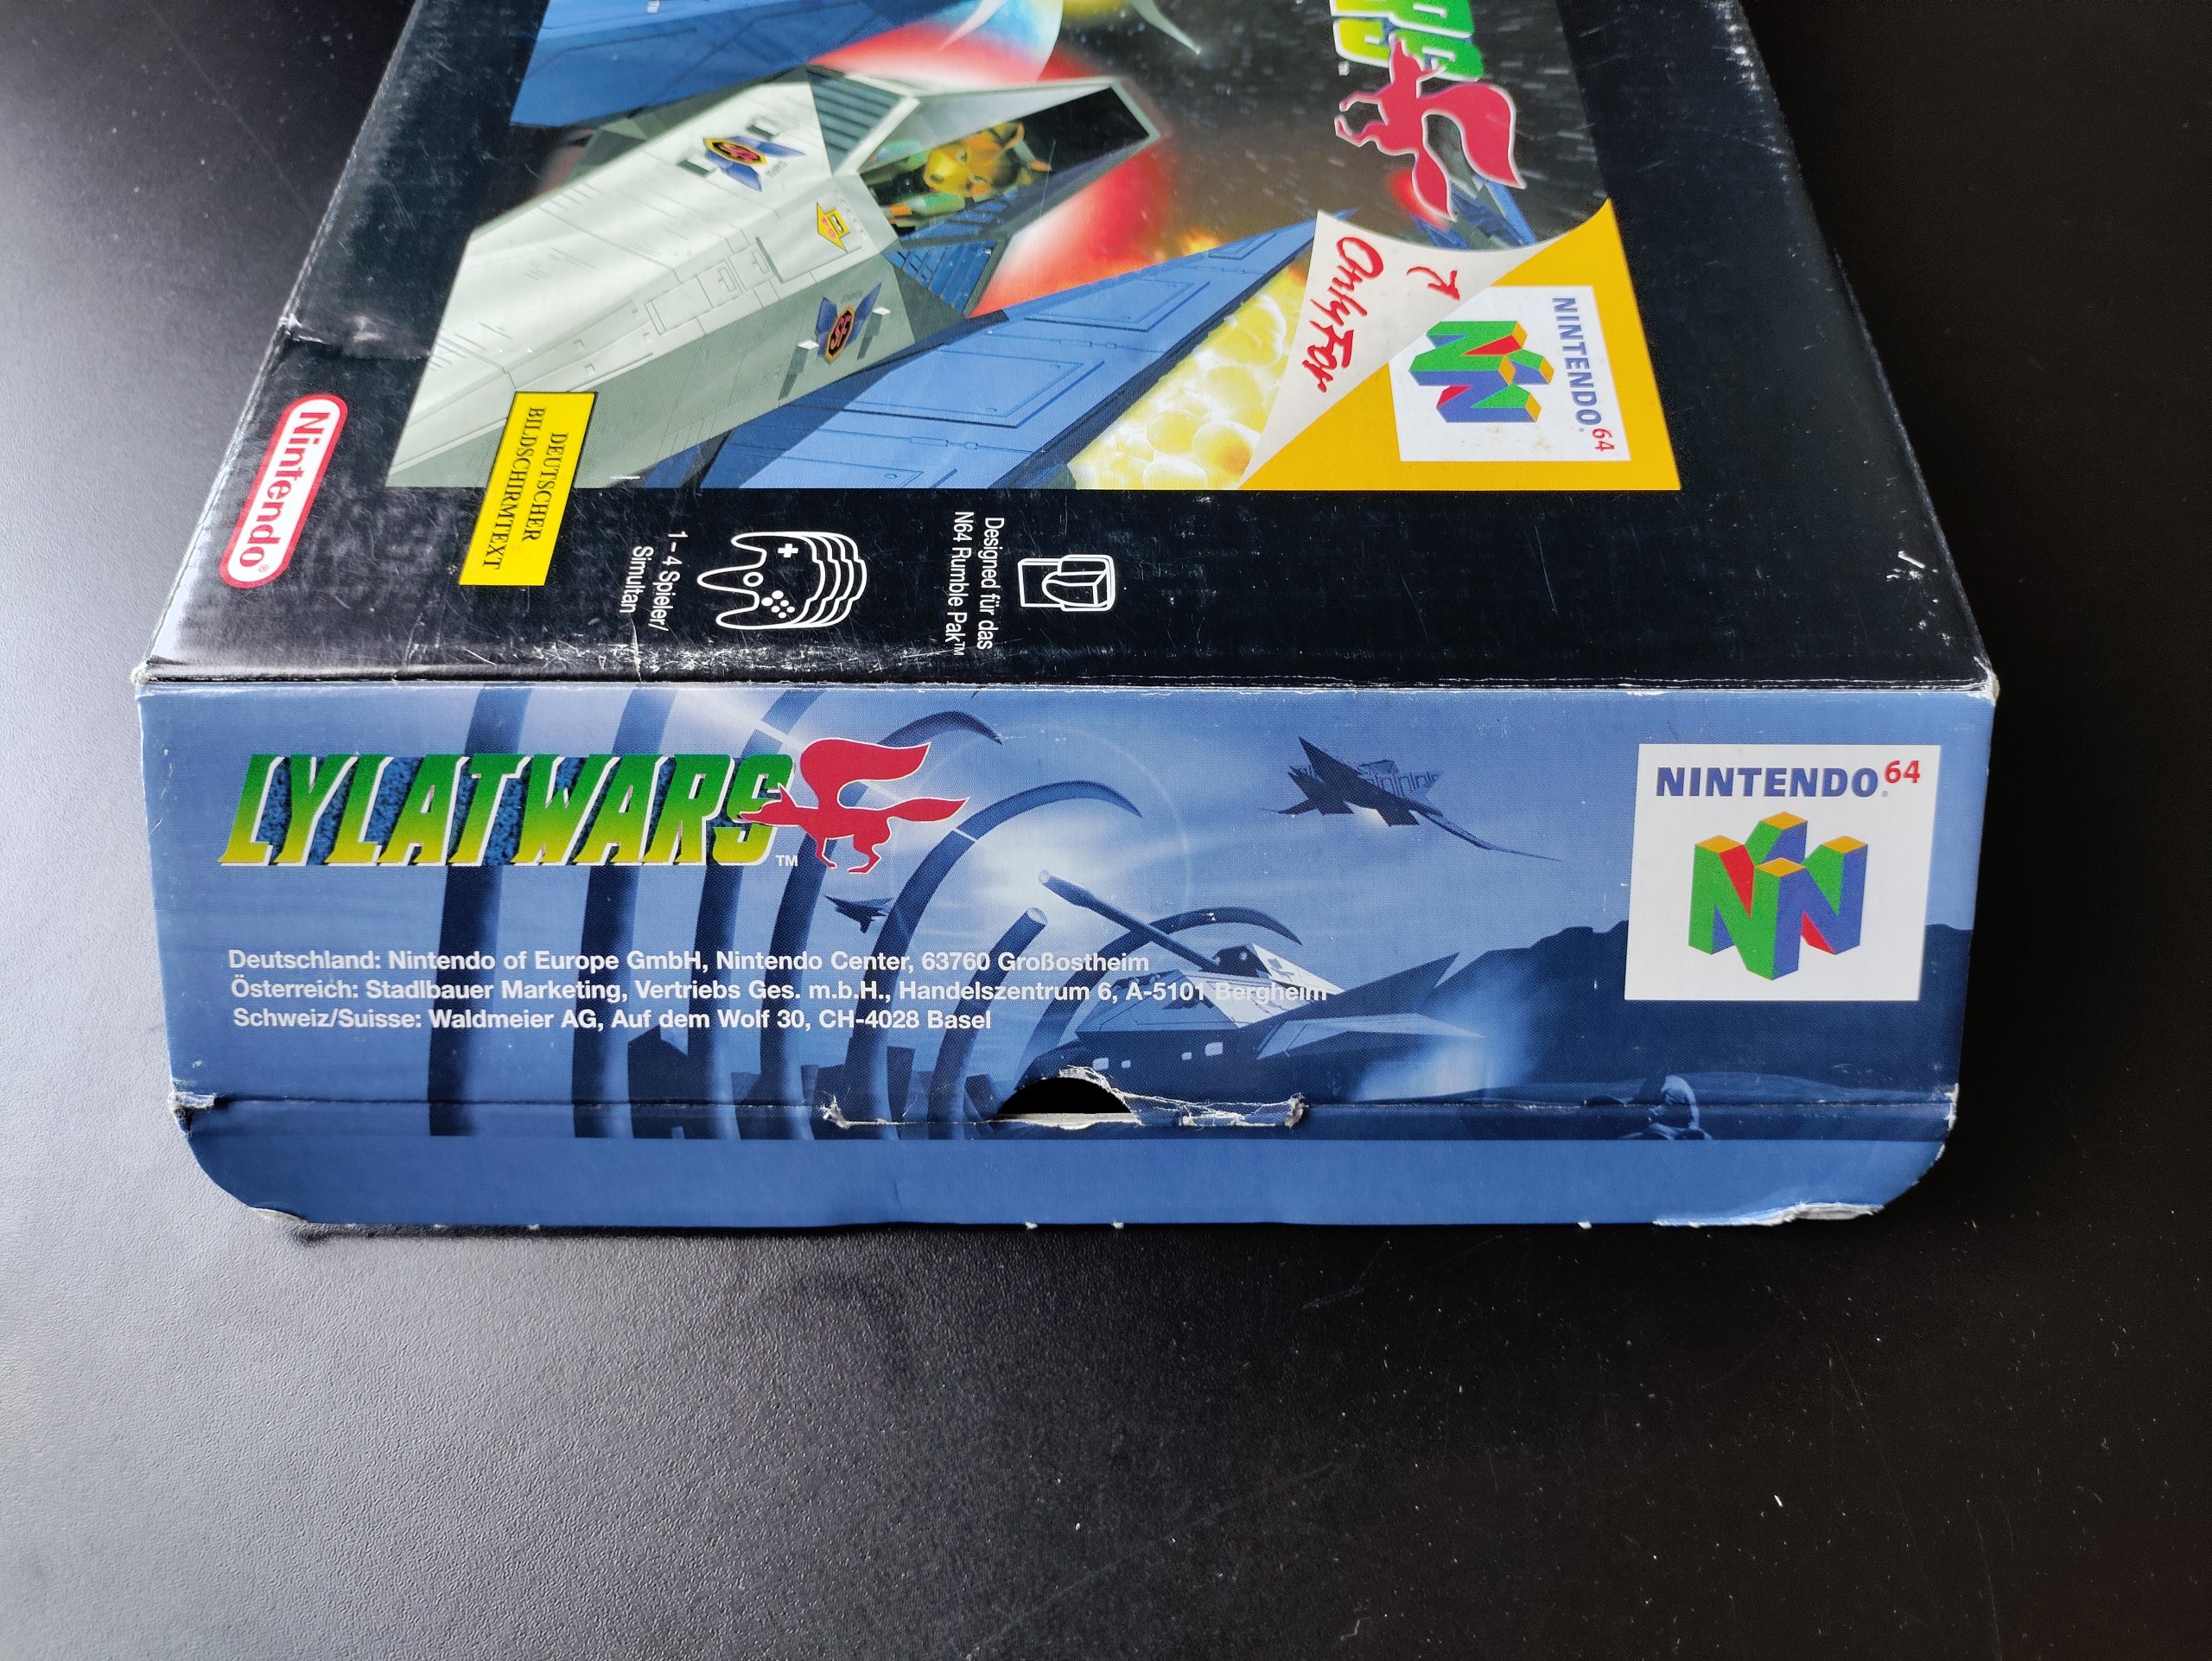 Only For
NINTENDO 64
Nintendo®
DEUTSCHER
BILDSCHIRMTEXT
1-4 Spieler/
Simultan
Designed für das
N64 Rumble Pak™
LYLATWARS™
NINTENDO 64
Deutschland: Nintendo of Europe GmbH, Nintendo Center, 63760 Großostheim
Österreich: Stadlbauer Marketing, Vertriebs Ges. m.b.H., Handelszentrum 6, A-5101 Bergheim
Schweiz/Suisse: Waldmeier AG, Auf dem Wolf 30, CH-4028 Basel